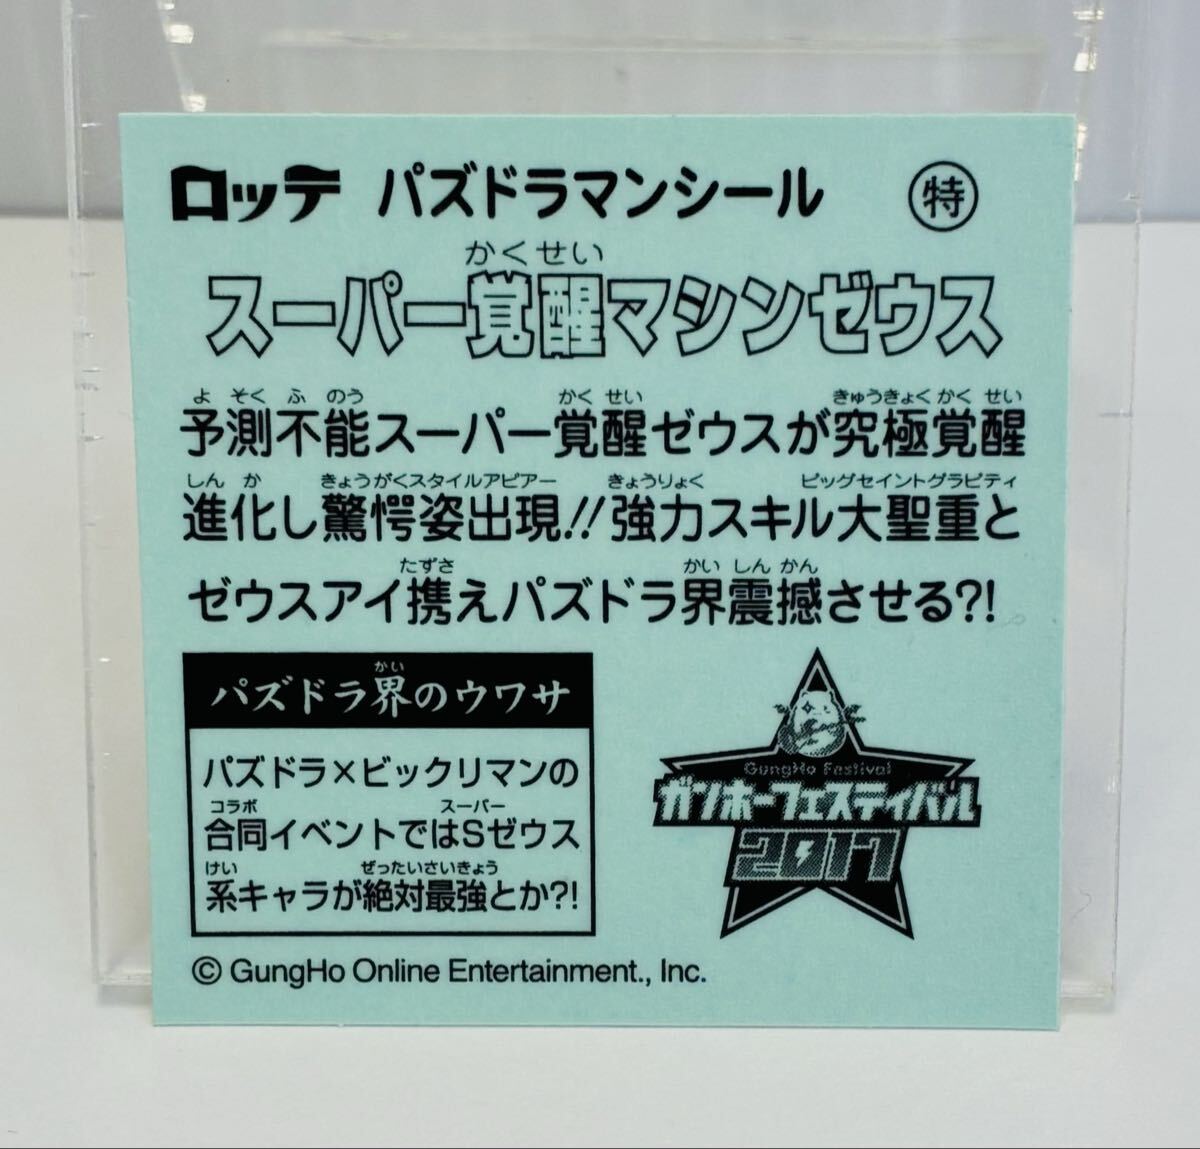 ロッテ パズドラマンシール 特
かくせい
スーパー覚醒マシンゼウス
よ そく ふ のう かく せい きゅうきょくかく せい
予測不能スーパー覚醒ゼウスが究極覚醒
しん か きょうがくスタイルアピアー きょうりょく ビッグセイントグラビティ
進化し驚愕姿出現!!強力スキル大聖重と
たずさ かい しん かん
ゼウスアイ携えパズドラ界震撼させる?!
かい
パズドラ界のウワサ
パズドラ×ビックリマンの
コラボ スーパー
合同イベントではSゼウス
けい ぜったいさいきょう
系キャラが絶対最強とか?!
GungHo Festival
ガンホーフェスティバル
2017
© GungHo Online Entertainment., Inc.